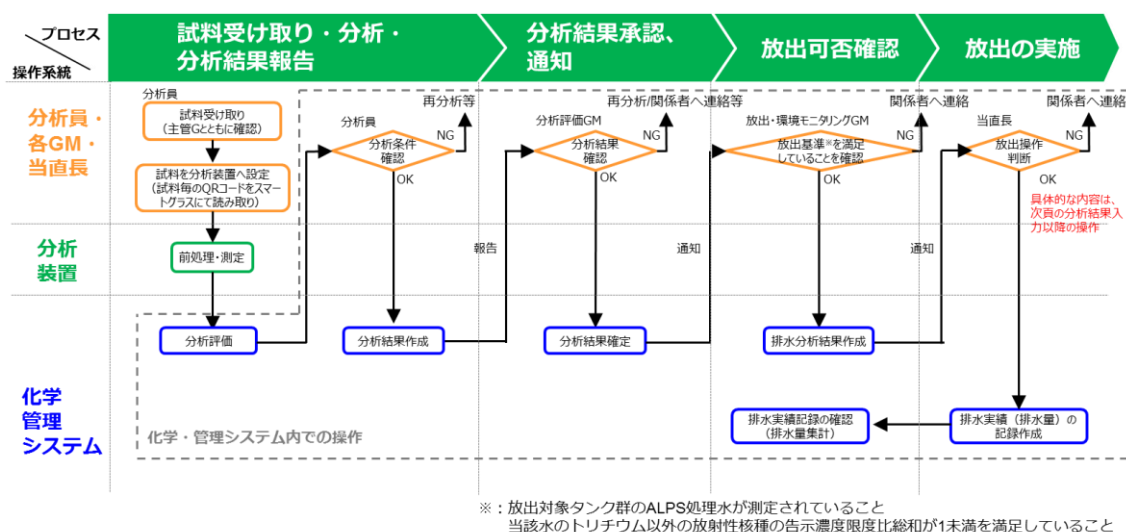 プロセス
操作系統
試料受け取り・分析・
分析結果報告
分析結果承認、
通知
放出可否確認
放出の実施
分析員・
各GM・
当直長
分析員
試料受け取り
（主管Gとともに確認）
試料を分析装置へ設定
（試料毎のQRコードをスマー
トグラスにて読み取り）
分析員
分析条件
確認
NG
再分析等
OK
分析評価GM
分析結果
確認
NG
再分析/関係者へ連絡等
OK
放出・環境モニタリングGM
放出基準※を満足
していることを確認
NG
関係者へ連絡
OK
当直長
放出操作
判断
NG
関係者へ連絡
OK
具体的な内容は、
次頁の分析結果入
力以降の操作
分析
装置
前処理・測定
報告
通知
通知
化学
管理
システム
分析評価
分析結果作成
分析結果確定
排水分析結果作成
排水実績記録の確認
（排水量集計）
排水実績（排水量）の
記録作成
化学・管理システム内での操作
※：放出対象タンク群のALPS処理水が測定されていること
当該水のトリチウム以外の放射性核種の告示濃度限度比総和が1未満を満足していること